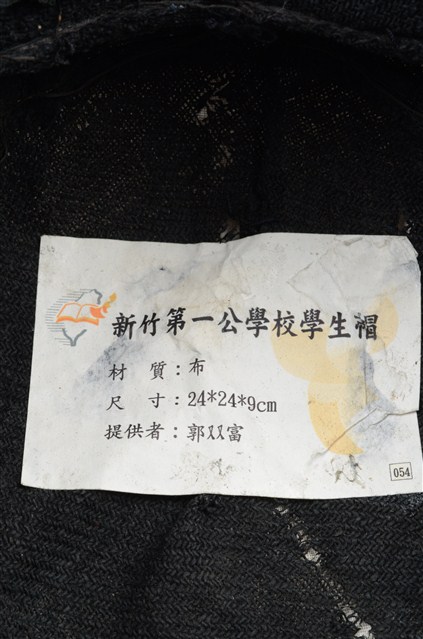 新竹第一公學校學生帽
材　質：布
尺　寸：24*24*9cm
提供者：郭双富
054